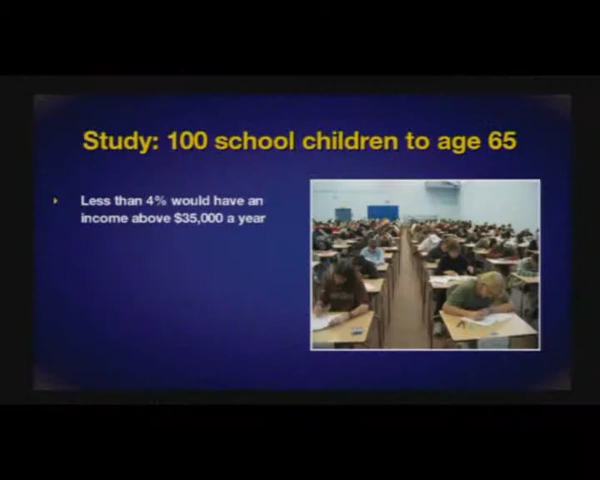 Study: 100 school children to age 65
Less than 4% would have an
income above $35,000 a year